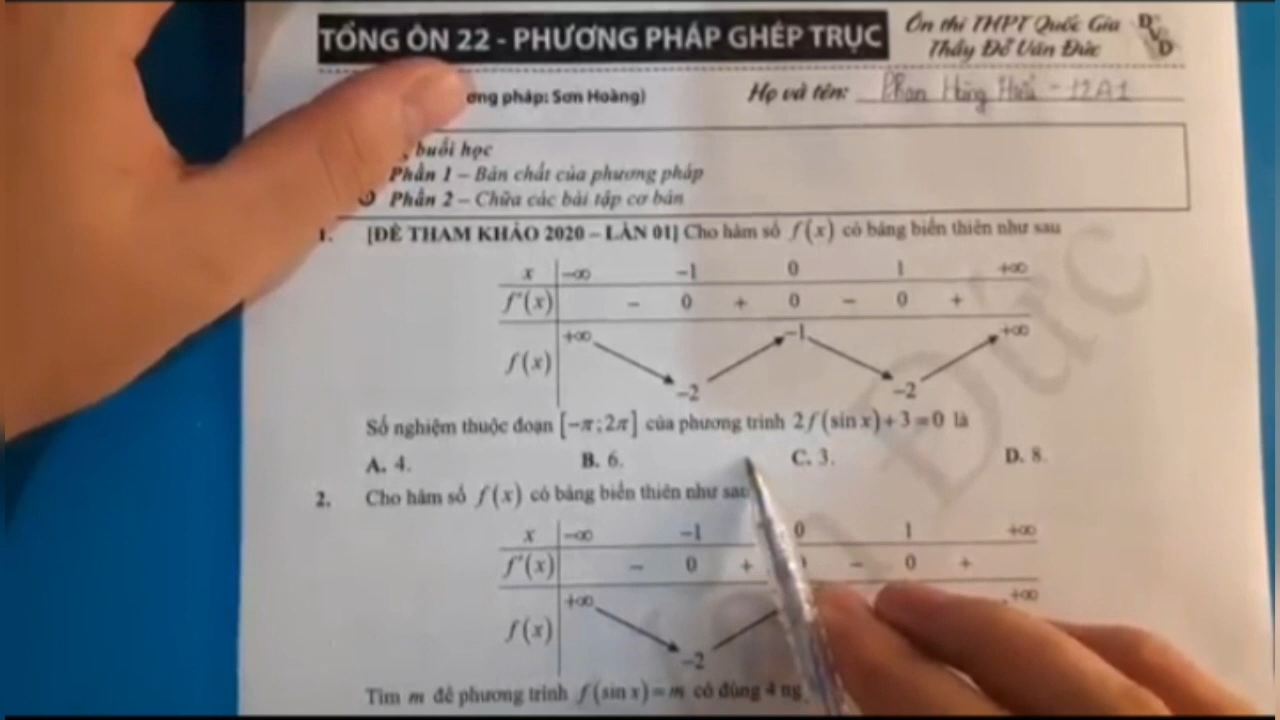 TỔNG ÔN 22 - PHƯƠNG PHÁP GHÉP TRỤC
Ôn thi THPT Quốc Gia
Thầy Đỗ Văn Đức
DVD
ơng pháp: Sơn Hoàng)
Họ và tên: Phan Hùng - 12A1
buổi học
Phần 1 – Bản chất của phương pháp
Phần 2 – Chữa các bài tập cơ bản
1. [ĐỀ THAM KHẢO 2020 – LẦN 01] Cho hàm số f(x) có bảng biến thiên như sau
x −∞ −1 0 1 +∞
f'(x) − 0 + 0 − 0 +
+∞ −1 +∞
f(x)
−2 −2
Số nghiệm thuộc đoạn [−π; 2π] của phương trình 2f(sin x) + 3 = 0 là
A. 4. B. 6. C. 3. D. 8.
2. Cho hàm số f(x) có bảng biến thiên như sau
x −∞ −1 0 1 +∞
f'(x) − 0 + − 0 +
+∞ +∞
f(x)
−2
Tìm m để phương trình f(sin x) = m có đúng 4 ng
Đức